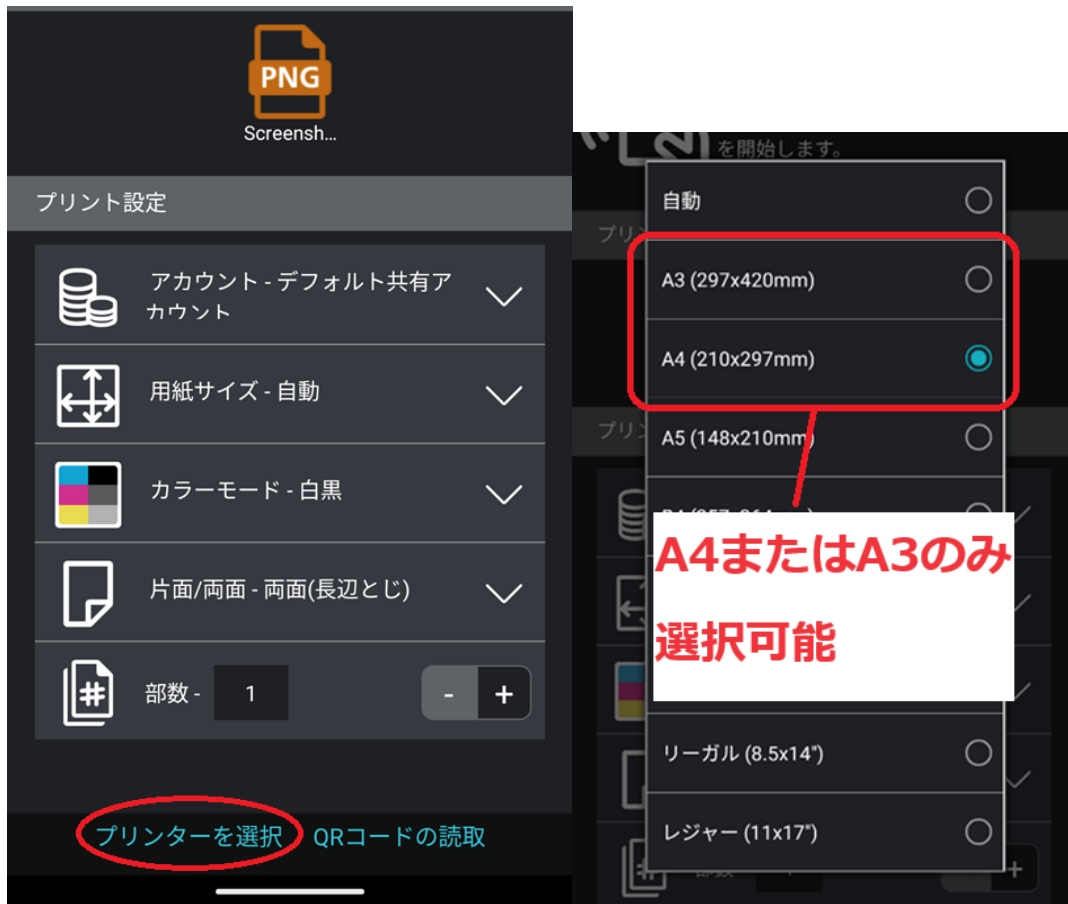 PNG
Screensh...
プリント設定
アカウント - デフォルト共有ア
カウント
用紙サイズ - 自動
カラーモード - 白黒
片面/両面 - 両面(長辺とじ)
部数 - 1
- +
プリンターを選択 QRコードの読取
を開始します。
自動
プリ
A3 (297x420mm)
A4 (210x297mm)
プリ
A5 (148x210mm)
A4またはA3のみ
選択可能
リーガル (8.5x14")
レジャー (11x17")
+